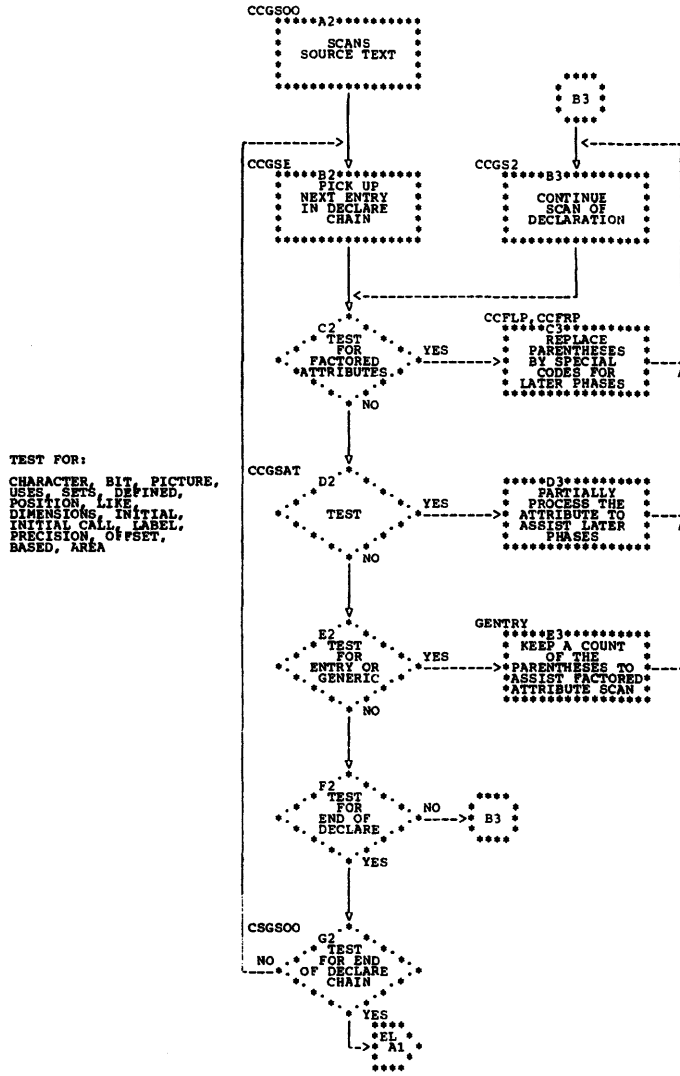 CCGSOO
A2
SCANS
SOURCE TEXT
B3
CCGSE
B2
PICK UP
NEXT ENTRY
IN DECLARE
CHAIN
CCGS2
B3
CONTINUE
SCAN OF
DECLARATION
C2
TEST
FOR
FACTORED
ATTRIBUTES
YES
NO
CCFLP,CCFRP
C3
REPLACE
PARENTHESES
BY SPECIAL
CODES FOR
LATER PHASES
TEST FOR:
CHARACTER, BIT, PICTURE,
USES, SETS, DEFINED,
POSITION, LIKE,
DIMENSIONS, INITIAL,
INITIAL CALL, LABEL,
PRECISION, OFFSET,
BASED, AREA
CCGSAT
D2
TEST
YES
NO
D3
PARTIALLY
PROCESS THE
ATTRIBUTE TO
ASSIST LATER
PHASES
E2
TEST
FOR
ENTRY OR
GENERIC
YES
NO
GENTRY
E3
KEEP A COUNT
OF THE
PARENTHESES TO
ASSIST FACTORED
ATTRIBUTE SCAN
F2
TEST
FOR
END OF
DECLARE
NO
B3
YES
CSGSOO
G2
TEST
FOR END
OF DECLARE
CHAIN
NO
YES
EL
A1